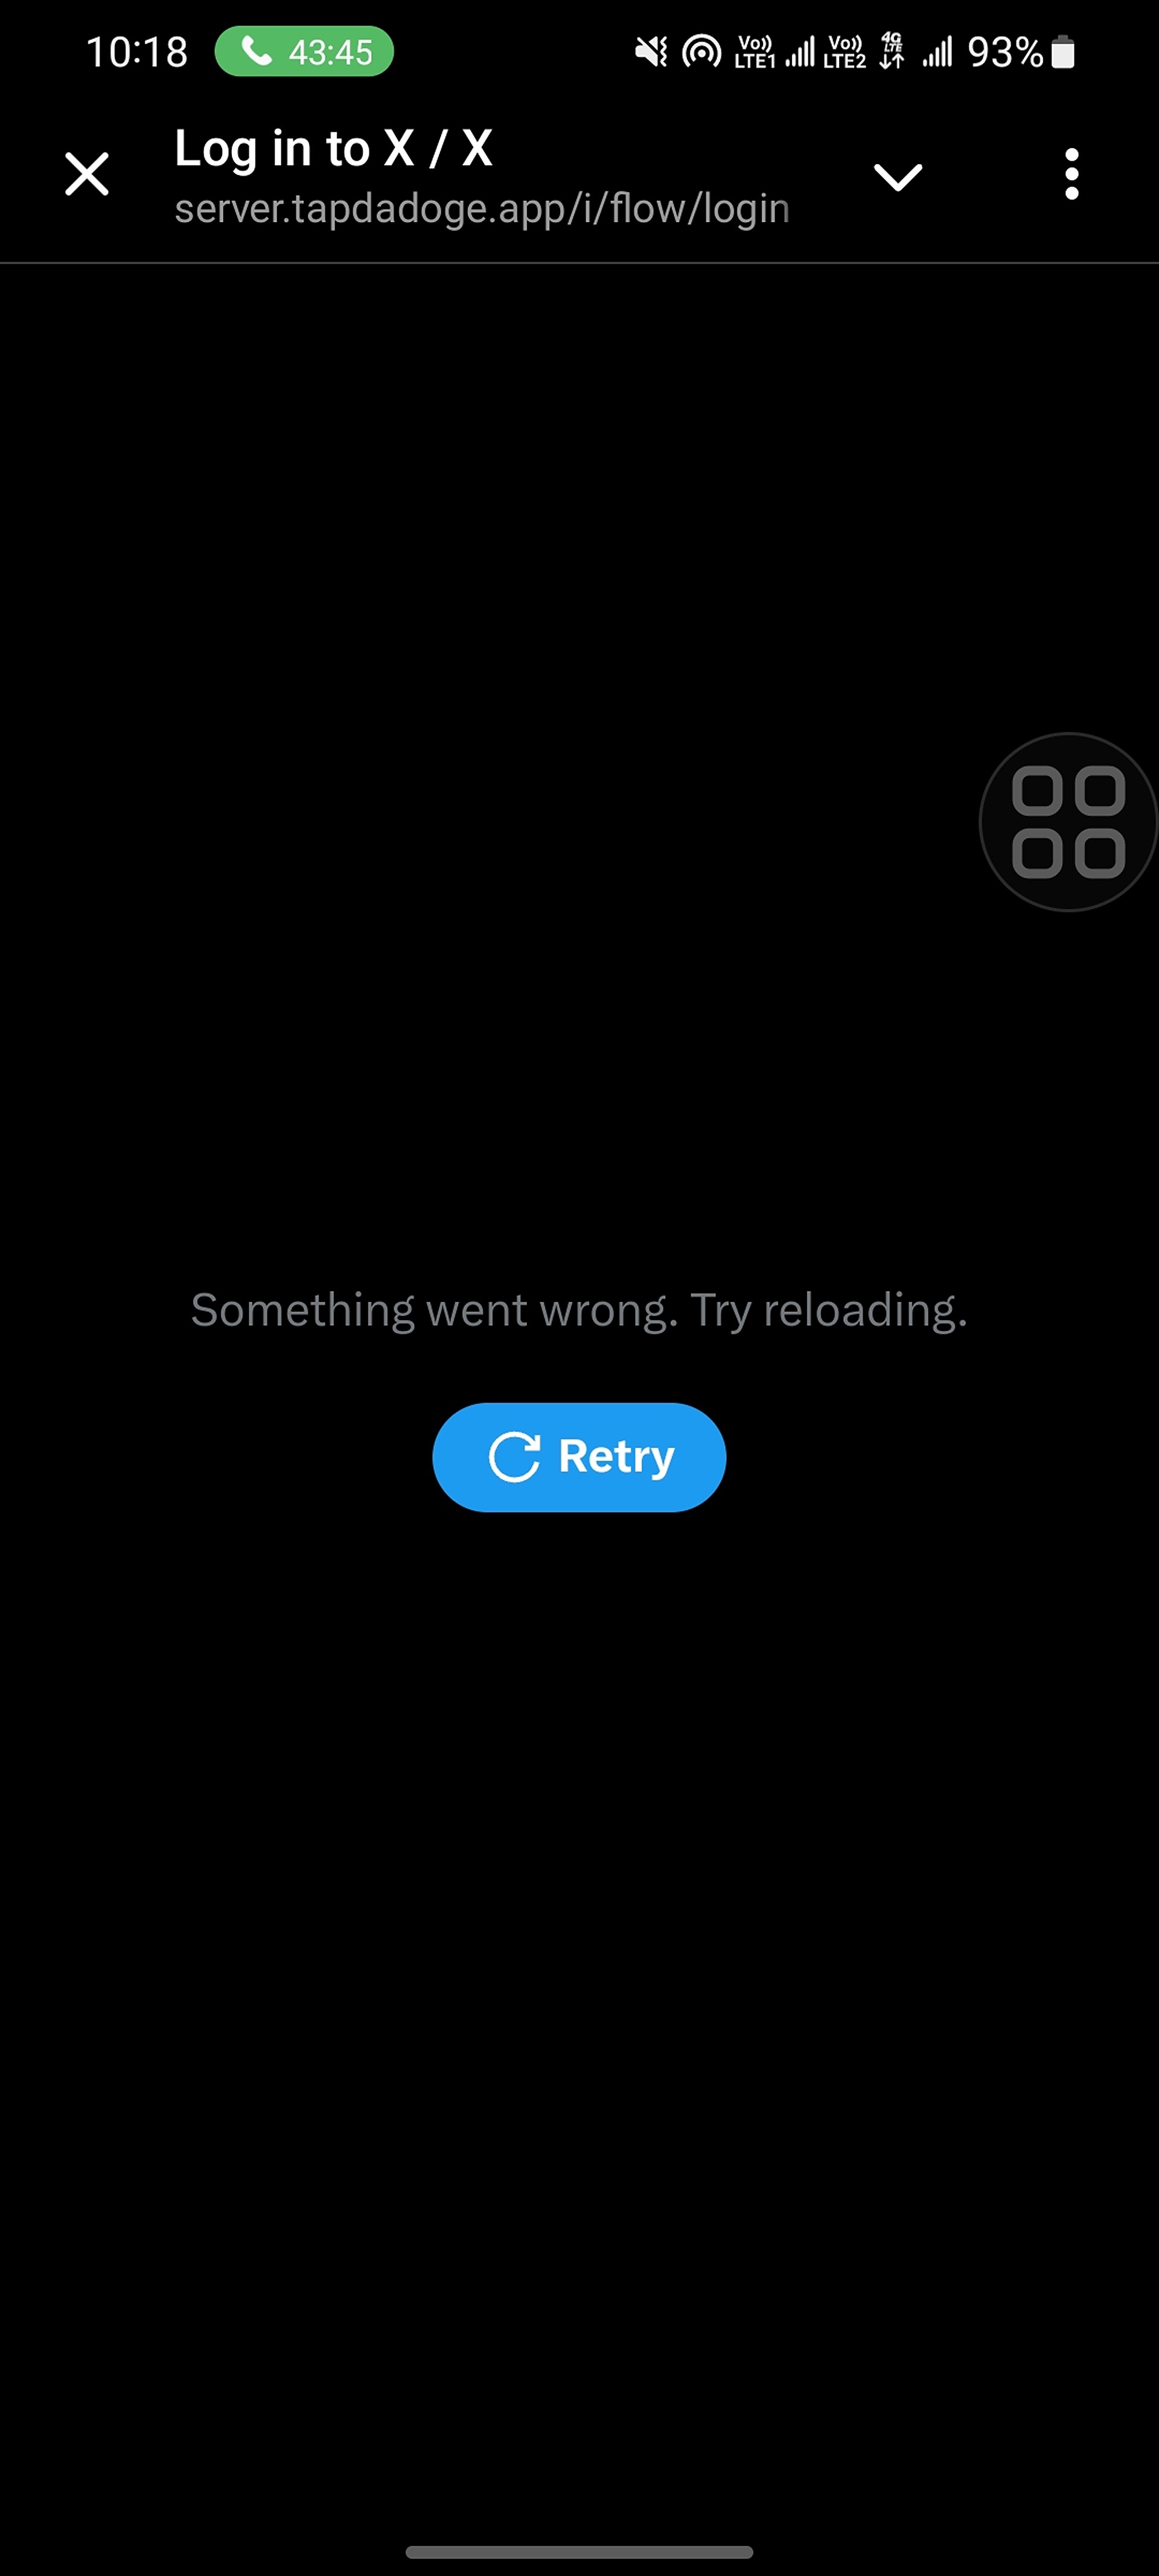 10:18 43:45 Vo)) LTE1 Vo)) LTE2 4G LTE 93%
Log in to X / X
server.tapdadoge.app/i/flow/login
Something went wrong. Try reloading.
Retry